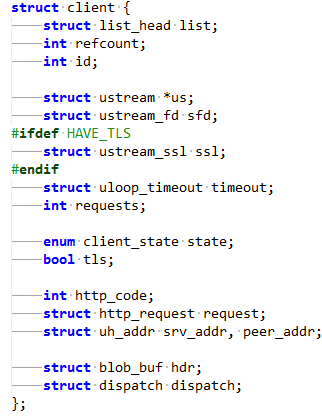 struct client {
	struct list_head list;
	int refcount;
	int id;

	struct ustream *us;
	struct ustream_fd sfd;
#ifdef HAVE_TLS
	struct ustream_ssl ssl;
#endif
	struct uloop_timeout timeout;
	int requests;

	enum client_state state;
	bool tls;

	int http_code;
	struct http_request request;
	struct uh_addr srv_addr, peer_addr;

	struct blob_buf hdr;
	struct dispatch dispatch;
};